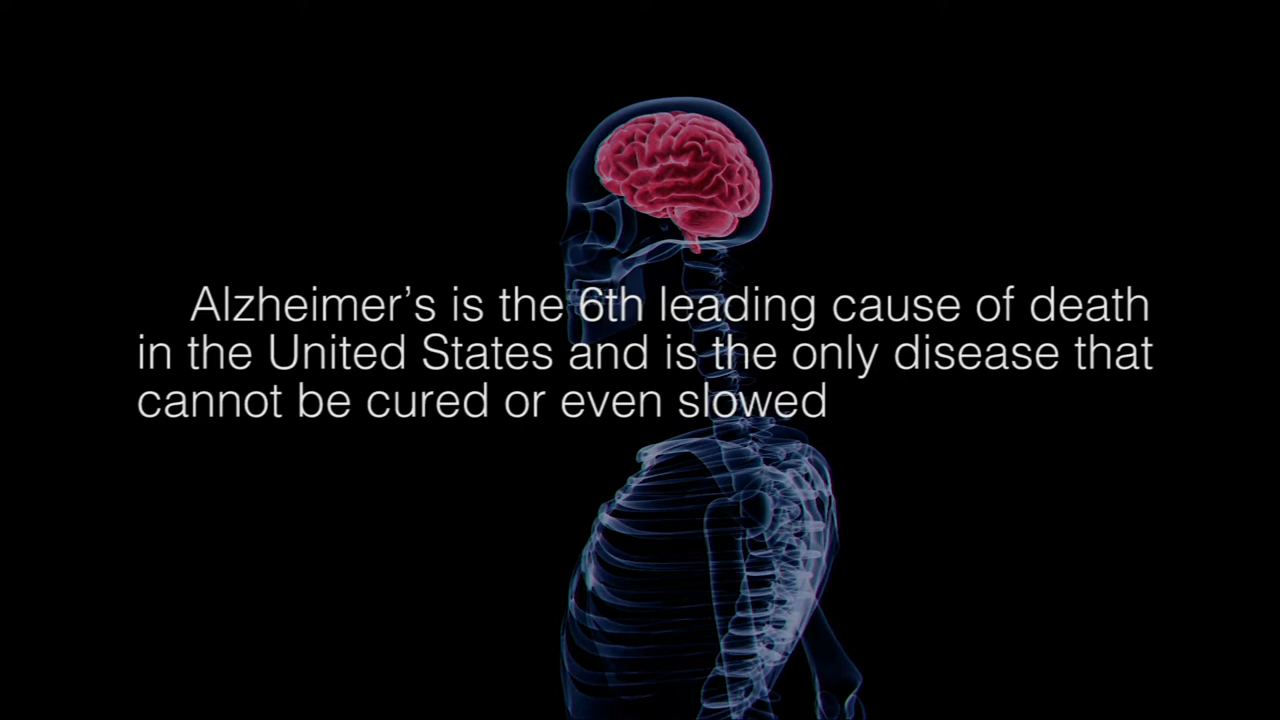 Alzheimer’s is the 6th leading cause of death
in the United States and is the only disease that
cannot be cured or even slowed